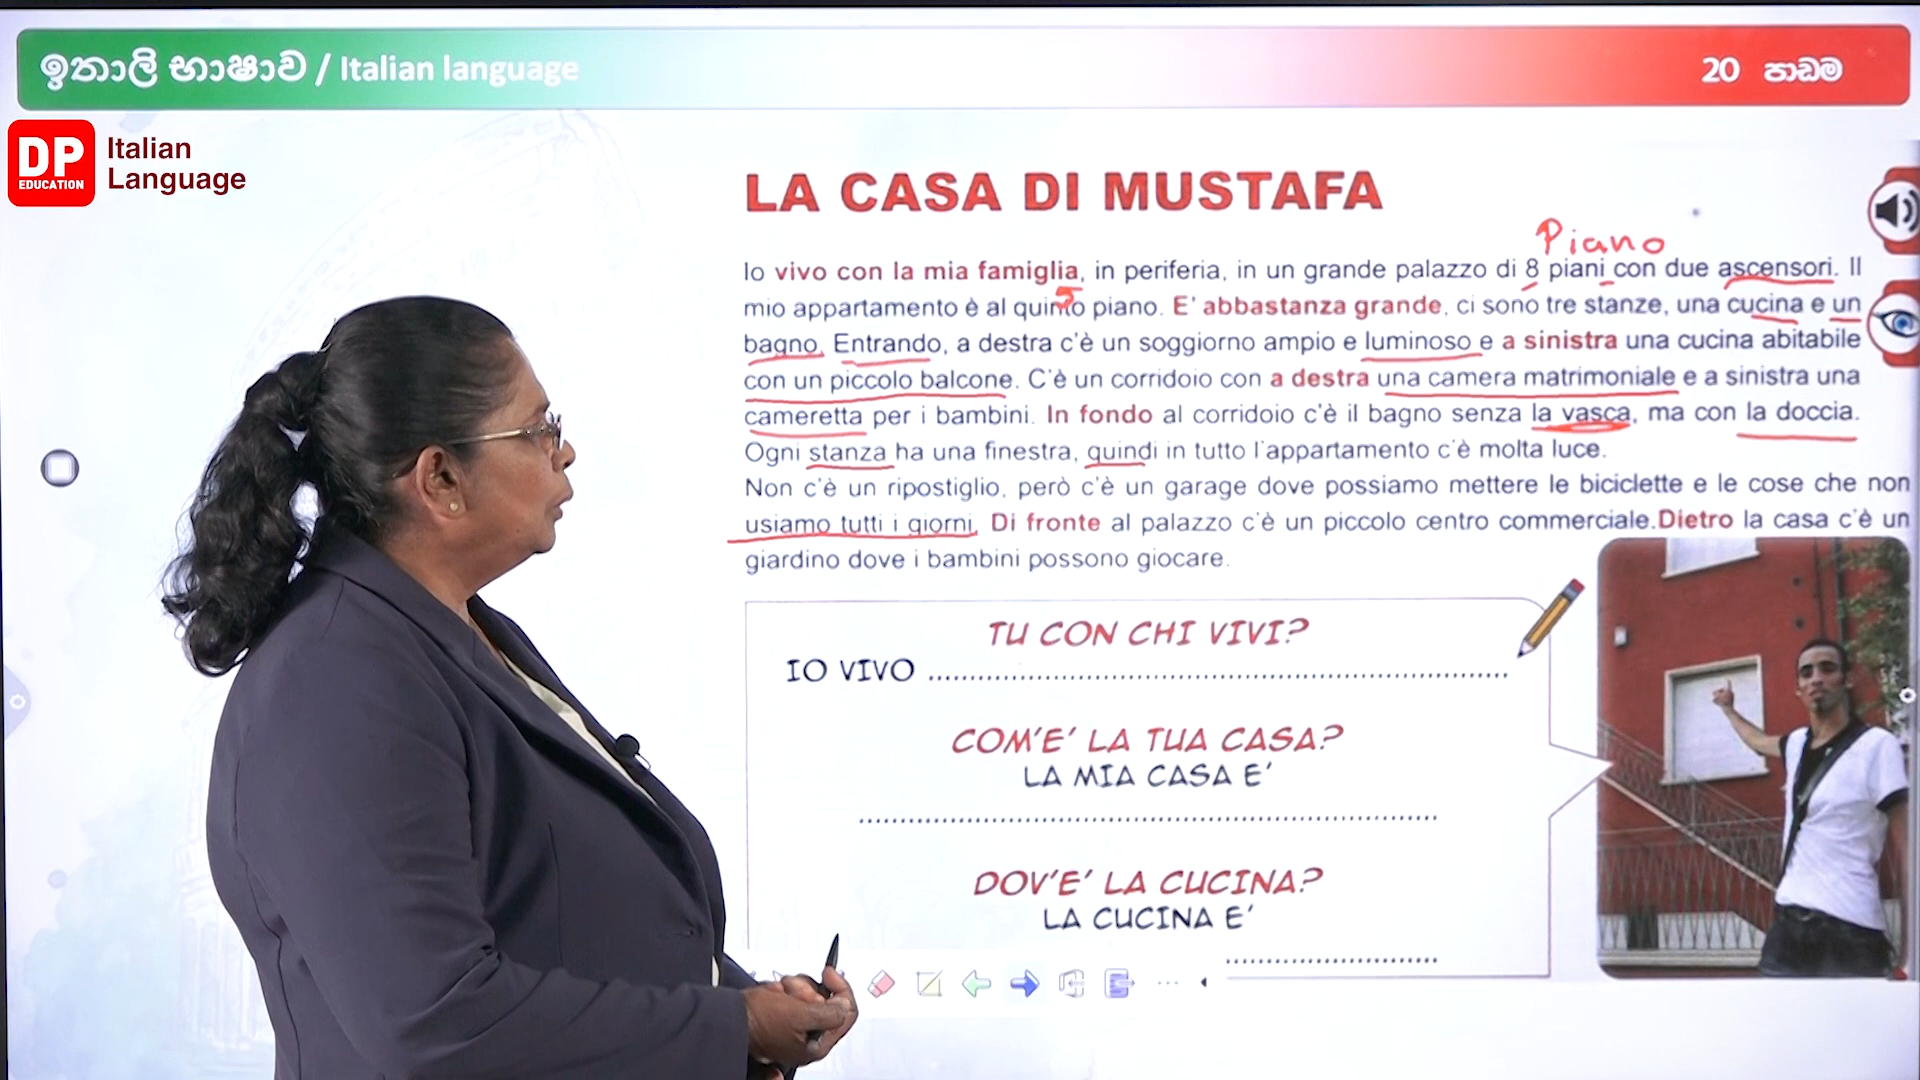 ඉතාලි භාෂාව / Italian language
20 පාඩම
DP
EDUCATION
Italian
Language
LA CASA DI MUSTAFA
Piano
Io vivo con la mia famiglia, in periferia, in un grande palazzo di 8 piani con due ascensori. Il
5
mio appartamento è al quinto piano. E' abbastanza grande, ci sono tre stanze, una cucina e un
bagno. Entrando, a destra c'è un soggiorno ampio e luminoso e a sinistra una cucina abitabile
con un piccolo balcone. C'è un corridoio con a destra una camera matrimoniale e a sinistra una
cameretta per i bambini. In fondo al corridoio c'è il bagno senza la vasca, ma con la doccia.
Ogni stanza ha una finestra, quindi in tutto l'appartamento c'è molta luce.
Non c'è un ripostiglio, però c'è un garage dove possiamo mettere le biciclette e le cose che non
usiamo tutti i giorni. Di fronte al palazzo c'è un piccolo centro commerciale.Dietro la casa c'è un
giardino dove i bambini possono giocare.
TU CON CHI VIVI?
IO VIVO ..............................................................
COM'E' LA TUA CASA?
LA MIA CASA E'
..............................................................
DOV'E' LA CUCINA?
LA CUCINA E'
..........................